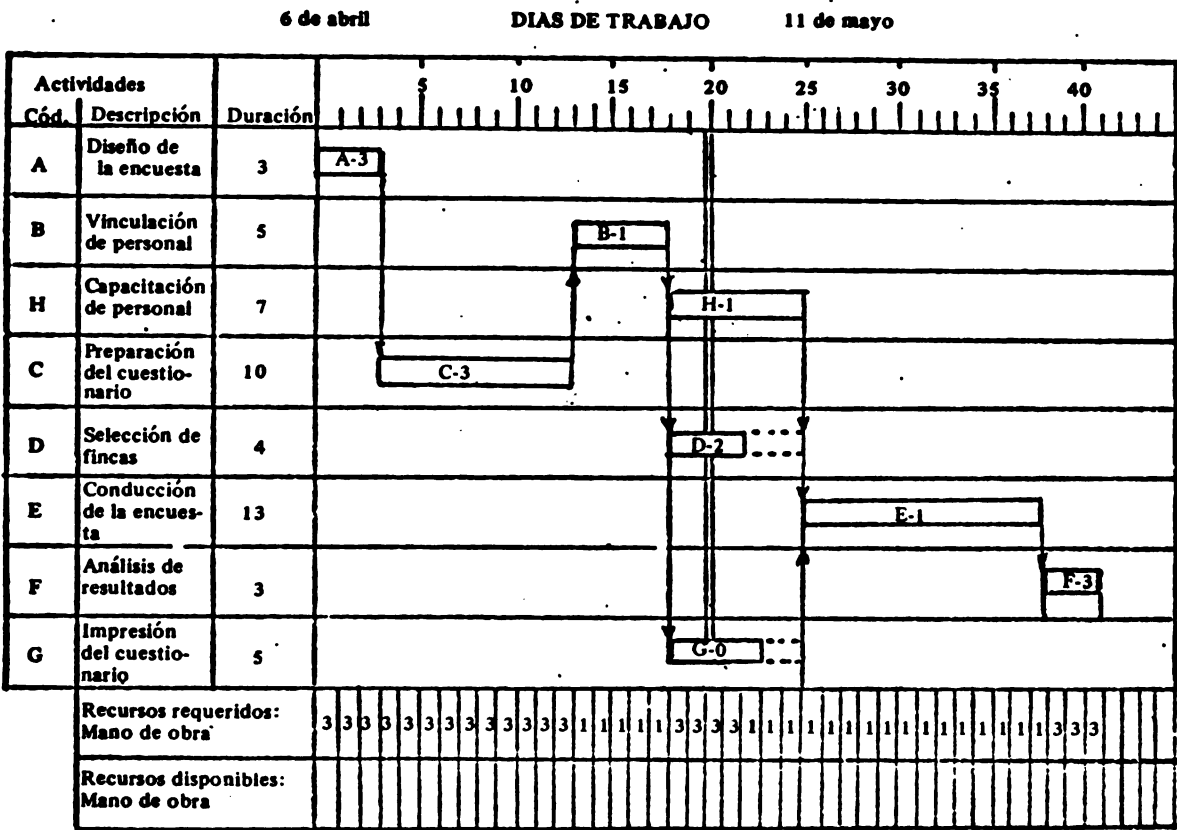 6 de abril DIAS DE TRABAJO 11 de mayo
Actividades
Cód. Descripción Duración
5 10 15 20 25 30 35 40
A Diseño de
la encuesta 3 A-3
B Vinculación
de personal 5 B-1
H Capacitación
de personal 7 H-1
C Preparación
del cuestio-
nario 10 C-3
D Selección de
fincas 4 D-2
E Conducción
de la encues-
ta 13 E-1
F Análisis de
resultados 3 F-3
G Impresión
del cuestio-
nario 5 G-0
Recursos requeridos:
Mano de obra 3 3 3 3 3 3 3 3 3 3 3 3 3 1 1 1 1 1 3 3 3 3 1 1 1 1 1 1 1 1 1 1 1 1 1 1 1 1 3 3 3
Recursos disponibles:
Mano de obra